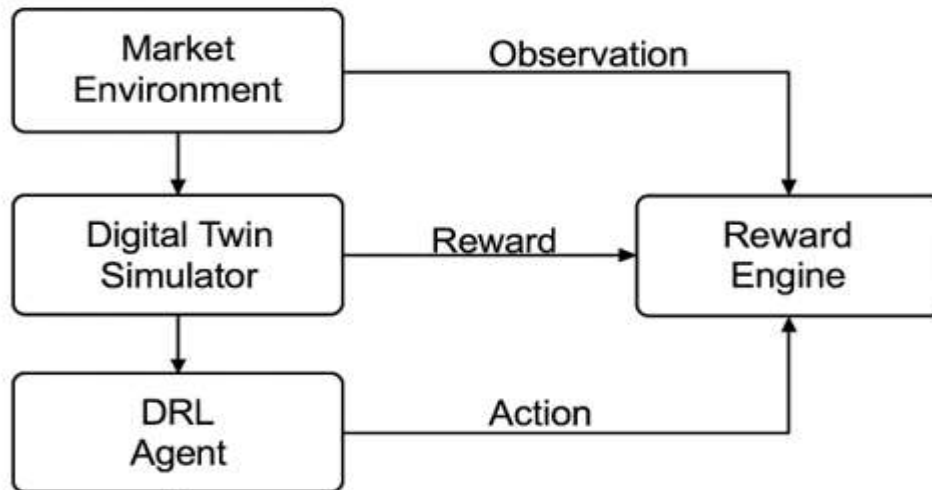 Market
Environment
Observation
Digital Twin
Simulator
Reward
Reward
Engine
DRL
Agent
Action